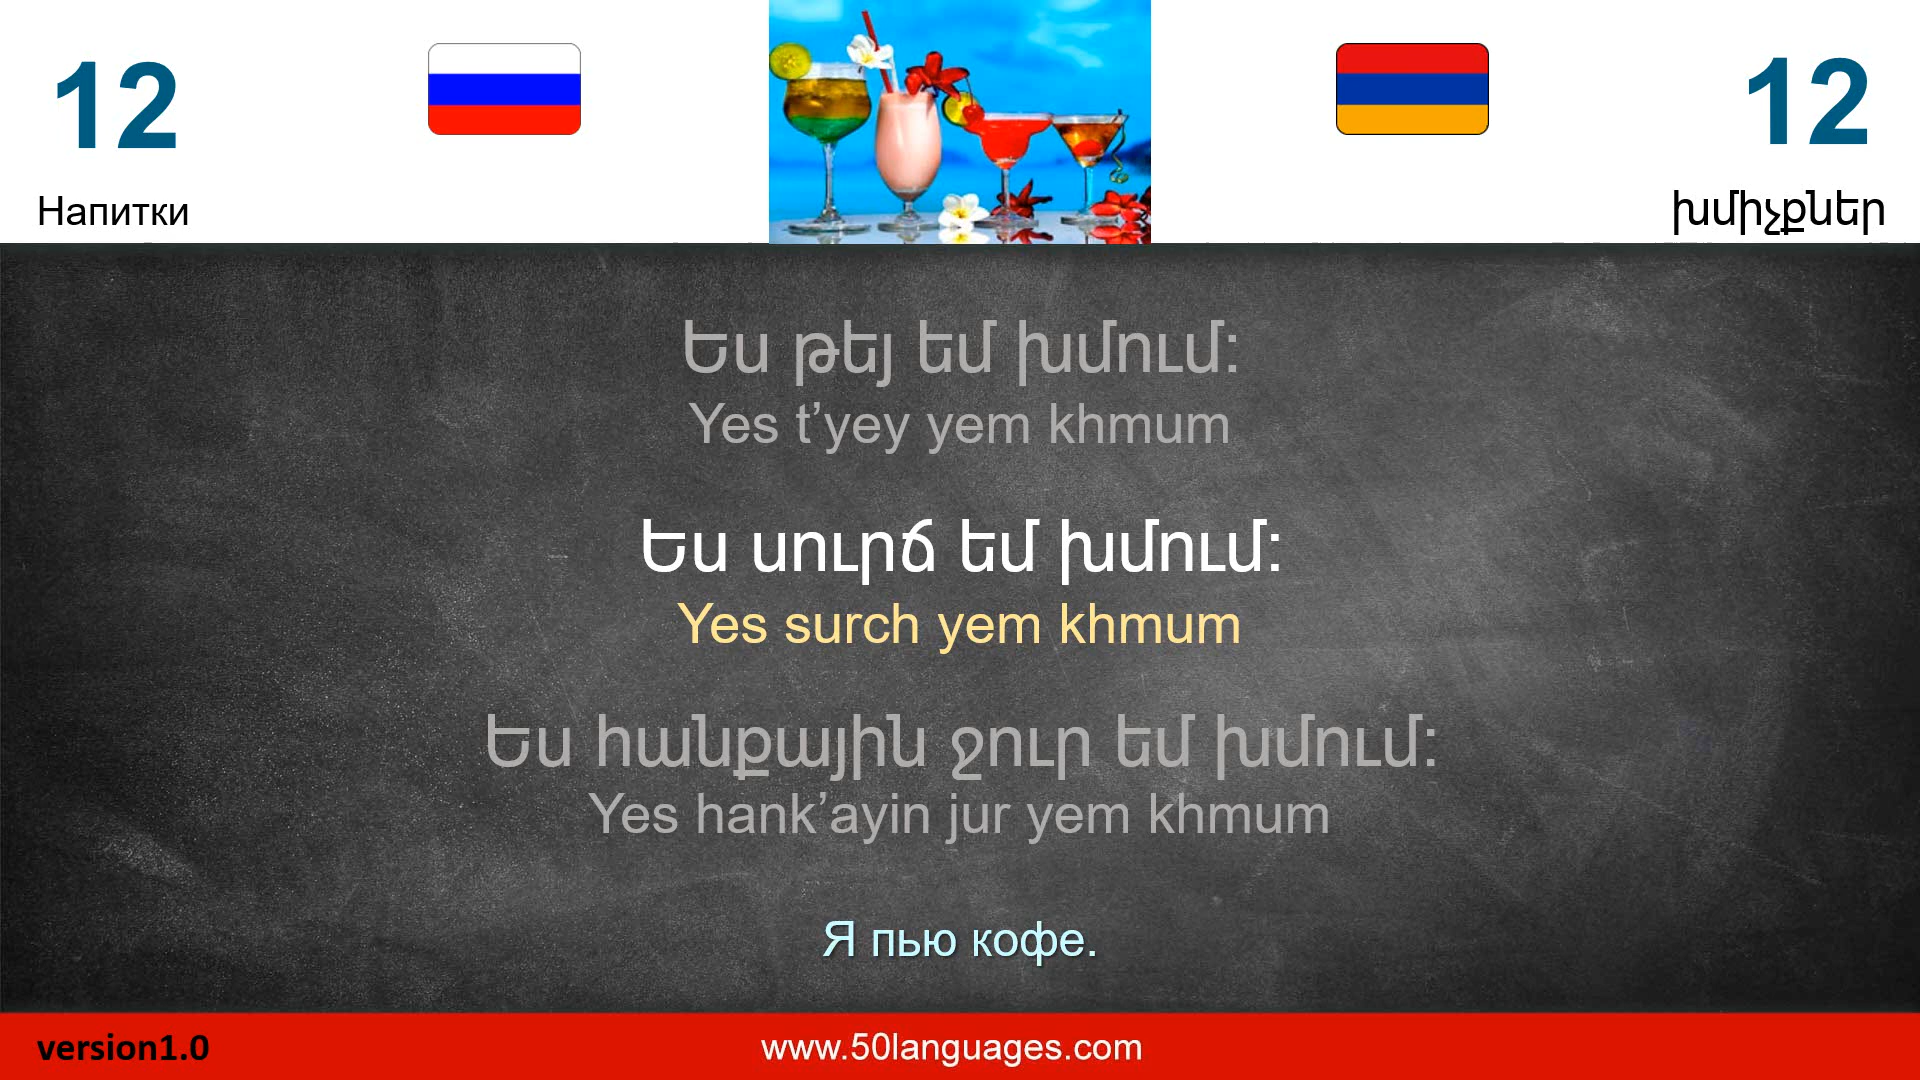 12
12
Напитки
խմիչքներ
Ես թեյ եմ խմում:
Yes t’yey yem khmum
Ես սուրճ եմ խմում:
Yes surch yem khmum
Ես հանքային ջուր եմ խմում:
Yes hank’ayin jur yem khmum
Я пью кофе.
version1.0
www.50languages.com